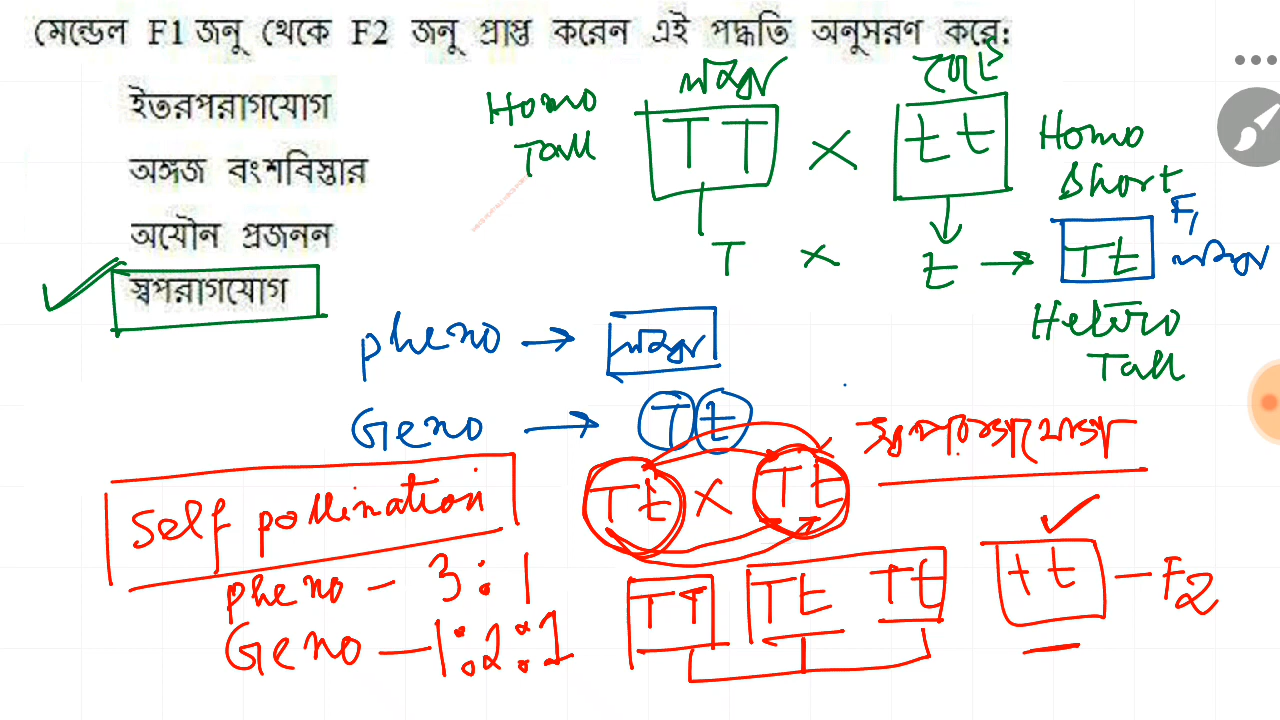 মেন্ডেল F1 জনু থেকে F2 জনু প্রাপ্ত করেন এই পদ্ধতি অনুসরণ করে:
ইতরপরাগযোগ
অঙ্গজ বংশবিস্তার
অযৌন প্রজনন
স্বপরাগযোগ
Homo Tall
লম্বা
TT × tt
Homo Short
T × t → Tt
F1
লম্বা
Hetero Tall
pheno → লম্বা
Geno → Tt
Tt × Tt
স্বপরাগযোগ
Self pollination
pheno – 3:1
Geno – 1:2:1
TT Tt Tt tt – F2